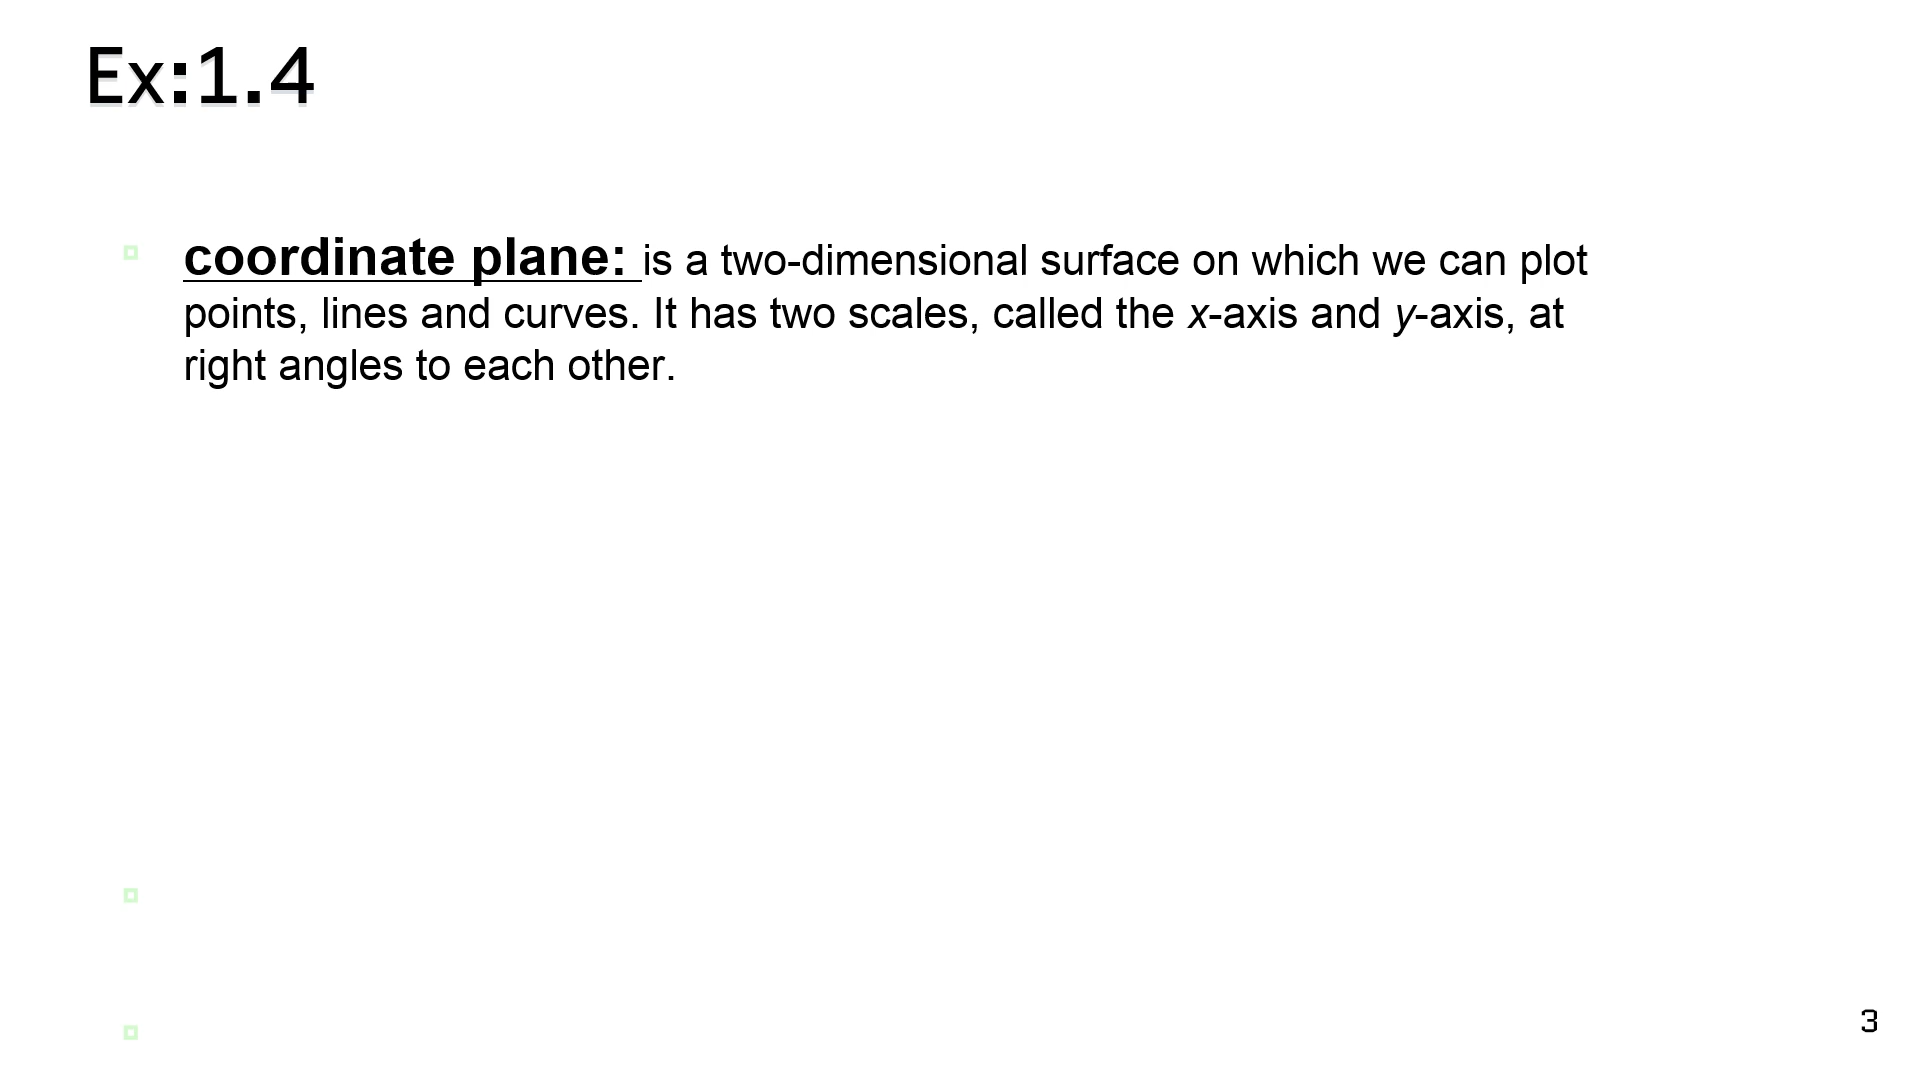 Ex:1.4
coordinate plane: is a two-dimensional surface on which we can plot
points, lines and curves. It has two scales, called the x-axis and y-axis, at
right angles to each other.
3